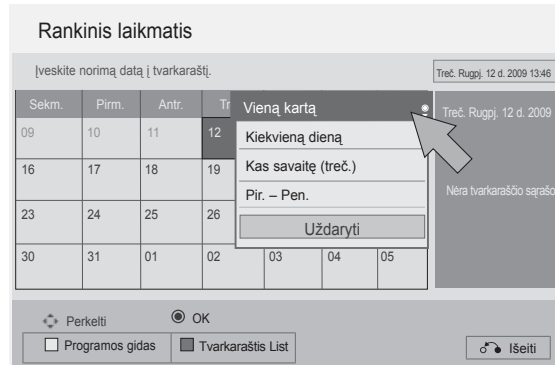 Rankinis laikmatis
Įveskite norimą datą į tvarkaraštį.
Treč. Rugpj. 12 d. 2009 13:46
Sekm. Pirm. Antr. Tr
Vieną kartą
Treč. Rugpj. 12 d. 2009
09 10 11 12
Kiekvieną dieną
16 17 18 19
Kas savaitę (treč.)
Nėra tvarkaraščio sąrašo
Pir. – Pen.
23 24 25 26
Uždaryti
30 31 01 02 03 04 05
Perkelti OK
Programos gidas Tvarkaraštis List Išeiti